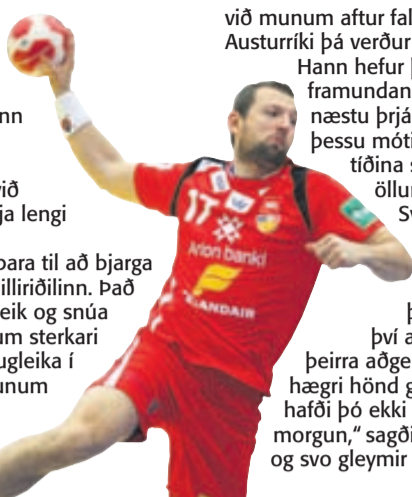 nn
við
ja lengi
bara til að bjarga
illiriðilinn. Það
eik og snúa
um sterkari
ugleika í
unum
við munum aftur fal
Austurríki þá verður
Hann hefur þ
framundan
næstu þrjá
þessu móti
tíðina s
öllun
Sv
þ
því a
þeirra aðge
hægri hönd g
hafði þó ekki
morgun,“ sagði
og svo gleymir
17
Arion banki
ICELANDAIR